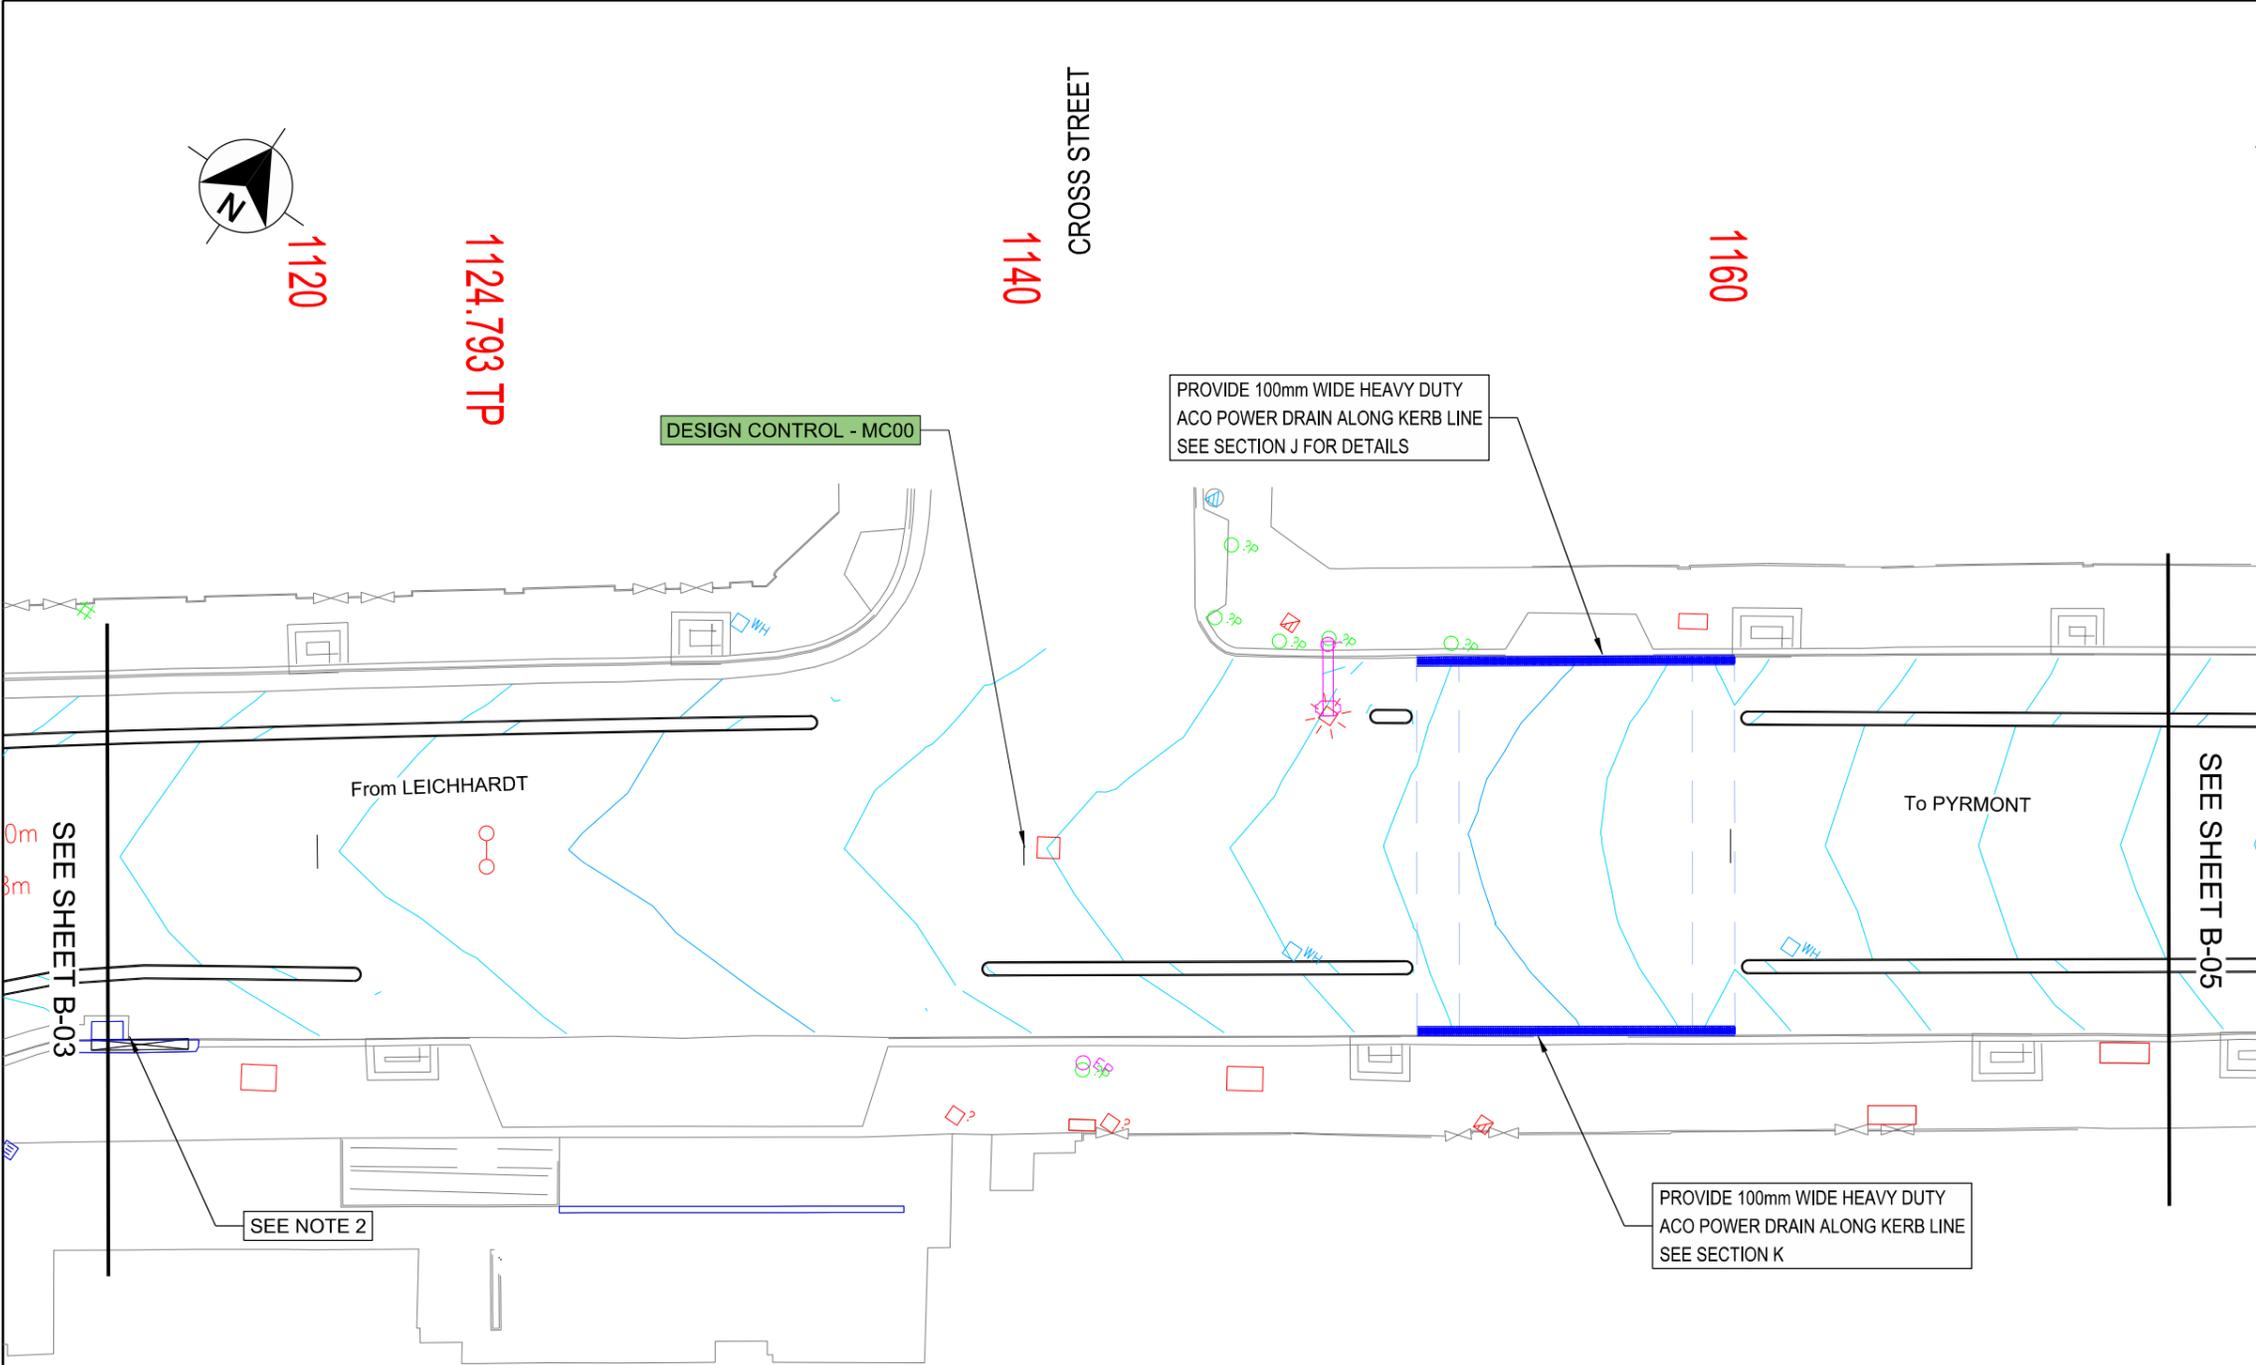 CROSS STREET
N
1120
1124.793 TP
1140
1160
DESIGN CONTROL - MC00
PROVIDE 100mm WIDE HEAVY DUTY
ACO POWER DRAIN ALONG KERB LINE
SEE SECTION J FOR DETAILS
?P
?P
?P
?P
?P
WH
From LEICHHARDT
To PYRMONT
0m
SEE SHEET B-03
SEE SHEET B-05
WH
WH
EP
?P
?
?
SEE NOTE 2
PROVIDE 100mm WIDE HEAVY DUTY
ACO POWER DRAIN ALONG KERB LINE
SEE SECTION K